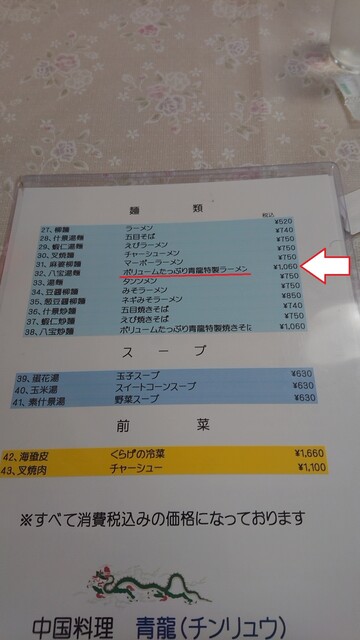 麺 類
税込
27、柳麺 ラーメン ¥520
28、什景湯麺 五目そば ¥740
29、蝦仁湯麺 えびラーメン ¥750
30、叉焼麺 チャーシューメン ¥750
31、麻婆柳麺 マーボーラーメン ¥750
32、八宝湯麺 ボリュームたっぷり青龍特製ラーメン ¥1,060
33、湯麺 タンメン ¥750
34、豆醤柳麺 みそラーメン ¥750
35、葱豆醤柳麺 ネギみそラーメン ¥850
36、什景炒麺 五目焼きそば ¥740
37、蝦仁炒麺 えび焼きそば ¥750
38、八宝炒麺 ボリュームたっぷり青龍特製焼きそば ¥1,060
スープ
39、蛋花湯 玉子スープ ¥630
40、玉米湯 スイートコーンスープ ¥630
41、素什景湯 野菜スープ ¥630
前 菜
42、海蜇皮 くらげの冷菜 ¥1,660
43、叉焼肉 チャーシュー ¥1,100
※すべて消費税込みの価格になっております
中国料理 青龍(チンリュウ)